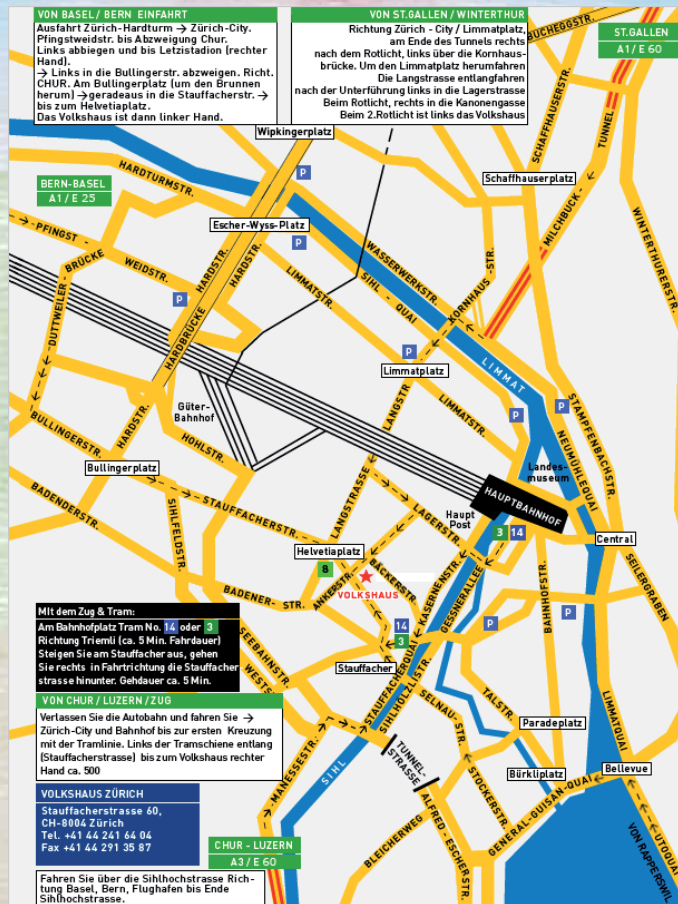 VON BASEL / BERN EINFAHRT
Ausfahrt Zürich-Hardturm → Zürich-City.
Pfingstweidstr. bis Abzweigung Chur.
Links abbiegen und bis Letzistadion (rechter
Hand).
→ Links in die Bullingerstr. abzweigen. Richt.
CHUR. Am Bullingerplatz (um den Brunnen
herum) → geradeaus in die Stauffacherstr. →
bis zum Helvetiaplatz.
Das Volkshaus ist dann linker Hand.
VON ST.GALLEN / WINTERTHUR
Richtung Zürich - City / Limmatplatz,
am Ende des Tunnels rechts
nach dem Rotlicht, links über die Kornhaus-
brücke. Um den Limmatplatz herumfahren
Die Langstrasse entlangfahren
nach der Unterführung links in die Lagerstrasse
Beim Rotlicht, rechts in die Kanonengasse
Beim 2.Rotlicht ist links das Volkshaus
BUCHEGGSTR.
ST.GALLEN
A1 / E 60
SCHAFFHAUSERSTR.
TUNNEL
Wipkingerplatz
HARDTURMSTR.
P
Schaffhauserplatz
BERN-BASEL
A1 / E 25
MILCHBUCK -
WINTERTHURERSTR.
Escher-Wyss-Platz
PFINGST -
WEIDSTR.
P
HARDSTR.
HARDSTR.
WASSERWERKSTR.
SIHL - QUAI
LIMMATSTR.
KORNHAUS -STR.
DUTTWEILER - BRÜCKE
P
HARDBRÜCKE
P
LIMMAT
Limmatplatz
LANGSTR.
LIMMATSTR.
STAMPFENBACHSTR.
NEUMÜHLEQUAI
P
P
Güter-
Bahnhof
HARDSTR.
HOHLSTR.
BULLINGERSTR.
Bullingerplatz
Landes-
museum
HAUPTBAHNHOF
BADENDERSTR.
SIHLFELDSTR.
STAUFFACHERSTR.
LANGSTRASSE
LAGERSTR.
Haupt
Post
3
14
Central
Helvetiaplatz
8
BÄCKERSTR.
ANKERSTR.
VOLKSHAUS
BADENER- STR.
KASERNENSTR.
GESSNERALLEE
BAHNHOFSTR.
SEILERGRABEN
MIt dem Zug & Tram:
Am Bahnhofplatz Tram No. 14 oder 3
Richtung Triemli (ca. 5 Min. Fahrdauer)
Steigen Sie am Stauffacher aus, gehen
Sie rechts in Fahrtrichtung die Stauffacher
strasse hinunter. Gehdauer ca. 5 Min.
SEEBAHNSTR.
WESTS
14
3
P
P
Stauffacher
STAUFFACHERQUAI
SIHLHÖLZLISTR.
SELNAU- STR.
TALSTR.
Paradeplatz
LIMMATQUAI
VON CHUR / LUZERN /ZUG
Verlassen Sie die Autobahn und fahren Sie →
Zürich-City und Bahnhof bis zur ersten Kreuzung
mit der Tramlinie. Links der Tramschiene entlang
(Stauffacherstrasse) bis zum Volkshaus rechter
Hand ca. 500
MANESSESTR.
SIHL
TUNNEL-
STRASSE
STOCKERSTR.
Bürkliplatz
Bellevue
GENERAL-GUISAN-QUAI
VOLKSHAUS ZÜRICH
Stauffacherstrasse 60,
CH-8004 Zürich
Tel. +41 44 241 64 04
Fax +41 44 291 35 87
CHUR - LUZERN
A3 / E 60
BLEICHERWEG
ALFRED - ESCHERSTR.
VON RAPPERSWIL
UTOQUAI
Fahren Sie über die Sihlhochstrasse Rich-
tung Basel, Bern, Flughafen bis Ende
Sihlhochstrasse.